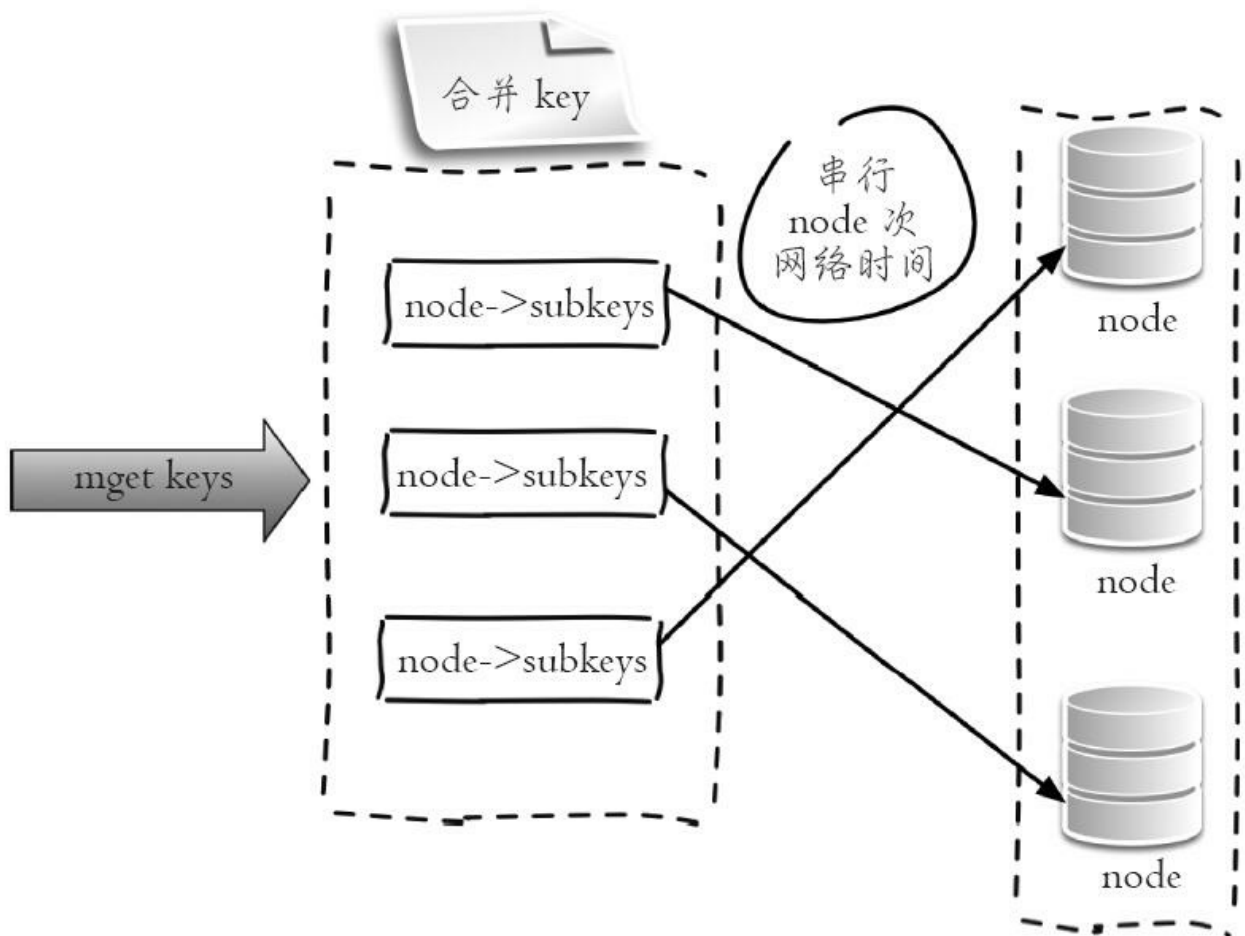 合并 key
串行
node 次
网络时间
node->subkeys
node
mget keys
node->subkeys
node
node->subkeys
node